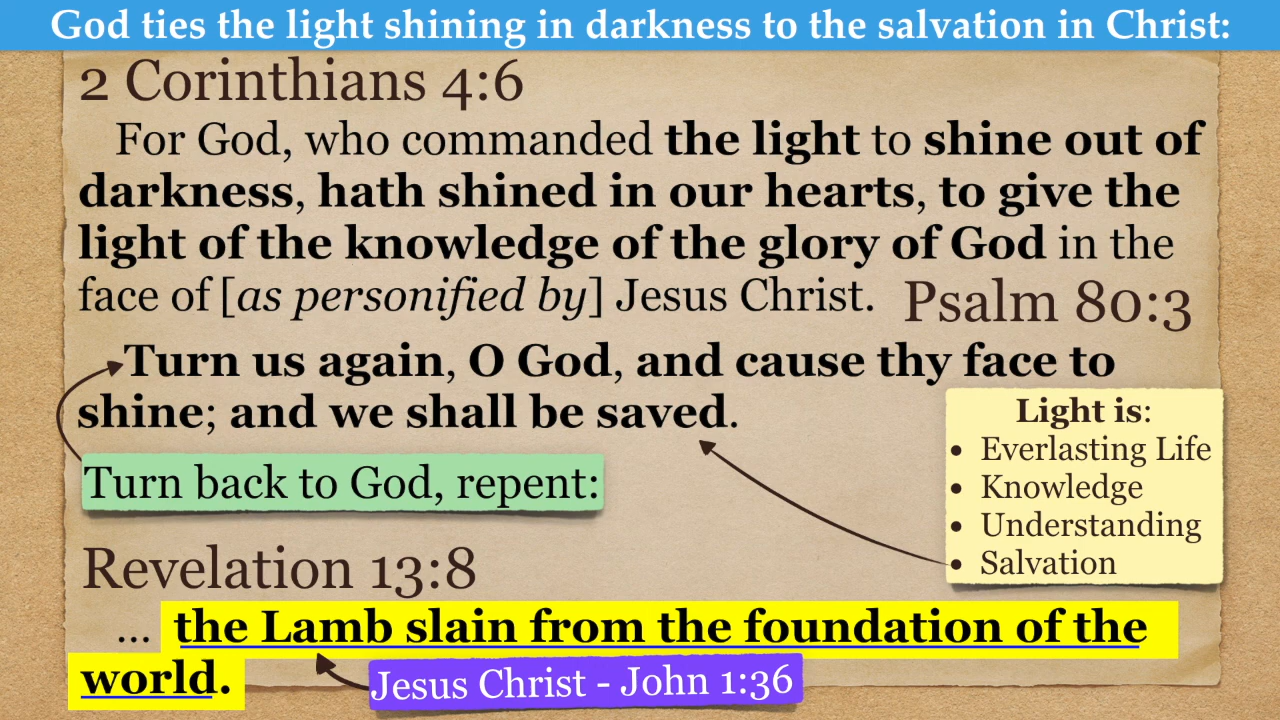 God ties the light shining in darkness to the salvation in Christ:
2 Corinthians 4:6
For God, who commanded the light to shine out of
darkness, hath shined in our hearts, to give the
light of the knowledge of the glory of God in the
face of [as personified by] Jesus Christ.
Psalm 80:3
Turn us again, O God, and cause thy face to
shine; and we shall be saved.
Light is:
• Everlasting Life
• Knowledge
• Understanding
• Salvation
Turn back to God, repent:
Revelation 13:8
... the Lamb slain from the foundation of the
world.
Jesus Christ - John 1:36